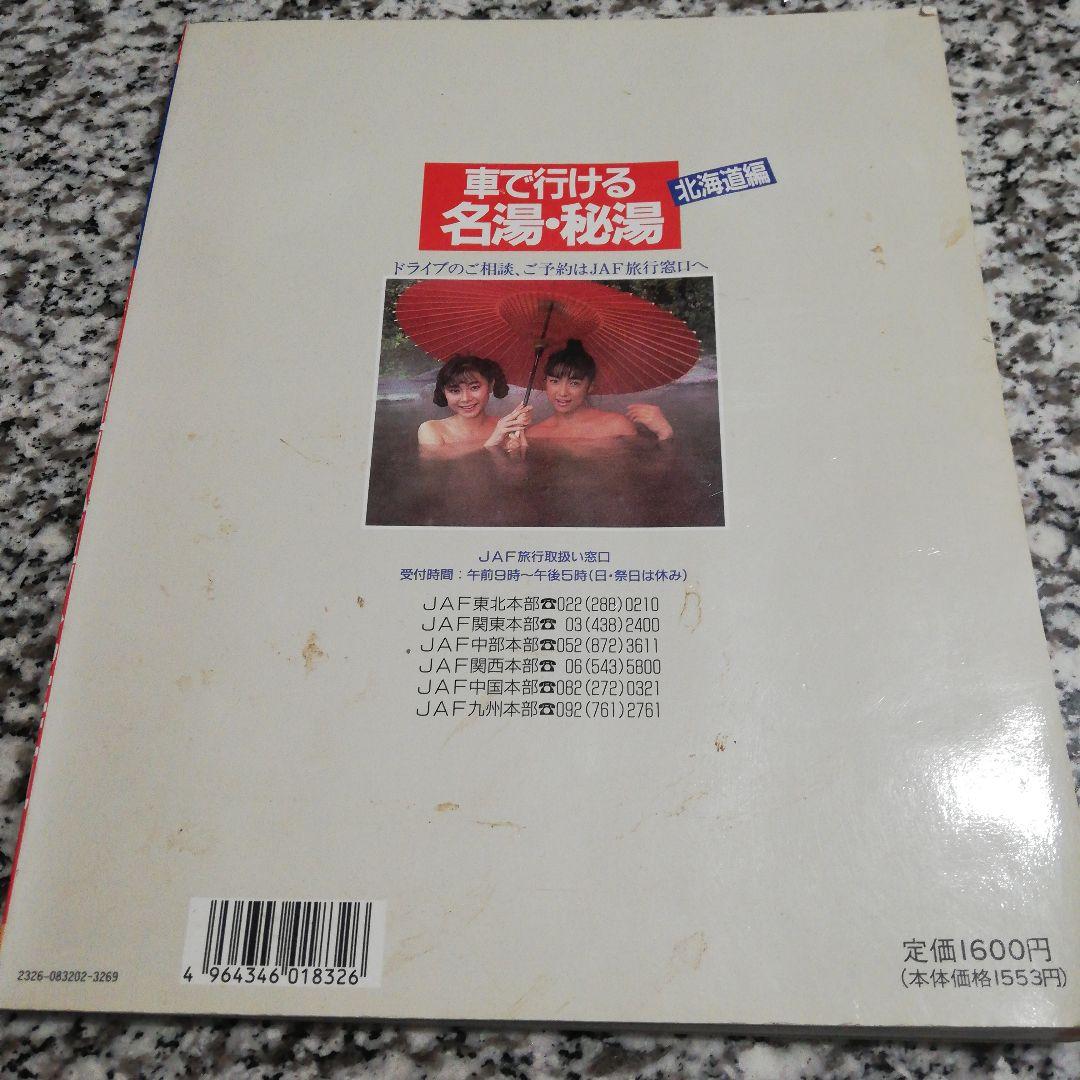 車で行ける
名湯・秘湯
北海道編
ドライブのご相談、ご予約はJAF旅行窓口へ
JAF旅行取扱い窓口
受付時間：午前9時〜午後5時(日・祭日は休み)
JAF東北本部☎022(288)0210
JAF関東本部☎ 03(438)2400
JAF中部本部☎052(872)3611
JAF関西本部☎ 06(543)5800
JAF中国本部☎082(272)0321
JAF九州本部☎092(761)2761
4 964346 018326
2326-083202-3269
定価1600円
(本体価格1553円)